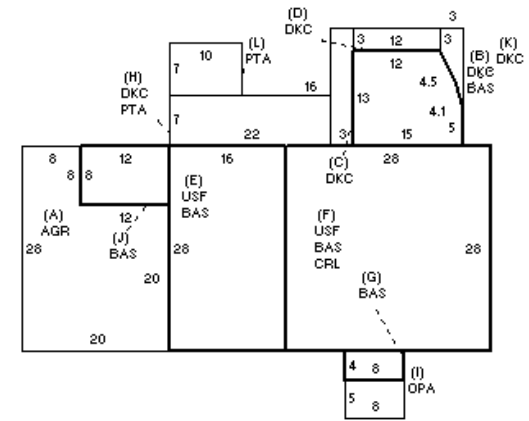 (D)
DKC
3
3 12 3
(K)
DKC
10
(L)
PTA
(B)
DKC
BAS
12
4.5
7
(H)
DKC
PTA
16
13
4.1
7
22
3
15
5
8
12
16
(C)
DKC
28
8 8
(E)
USF
BAS
(A)
AGR
12
(J)
BAS
(F)
USF
BAS
CRL
28
28
28
20
(G)
BAS
20
4 8
(I)
OPA
5
8